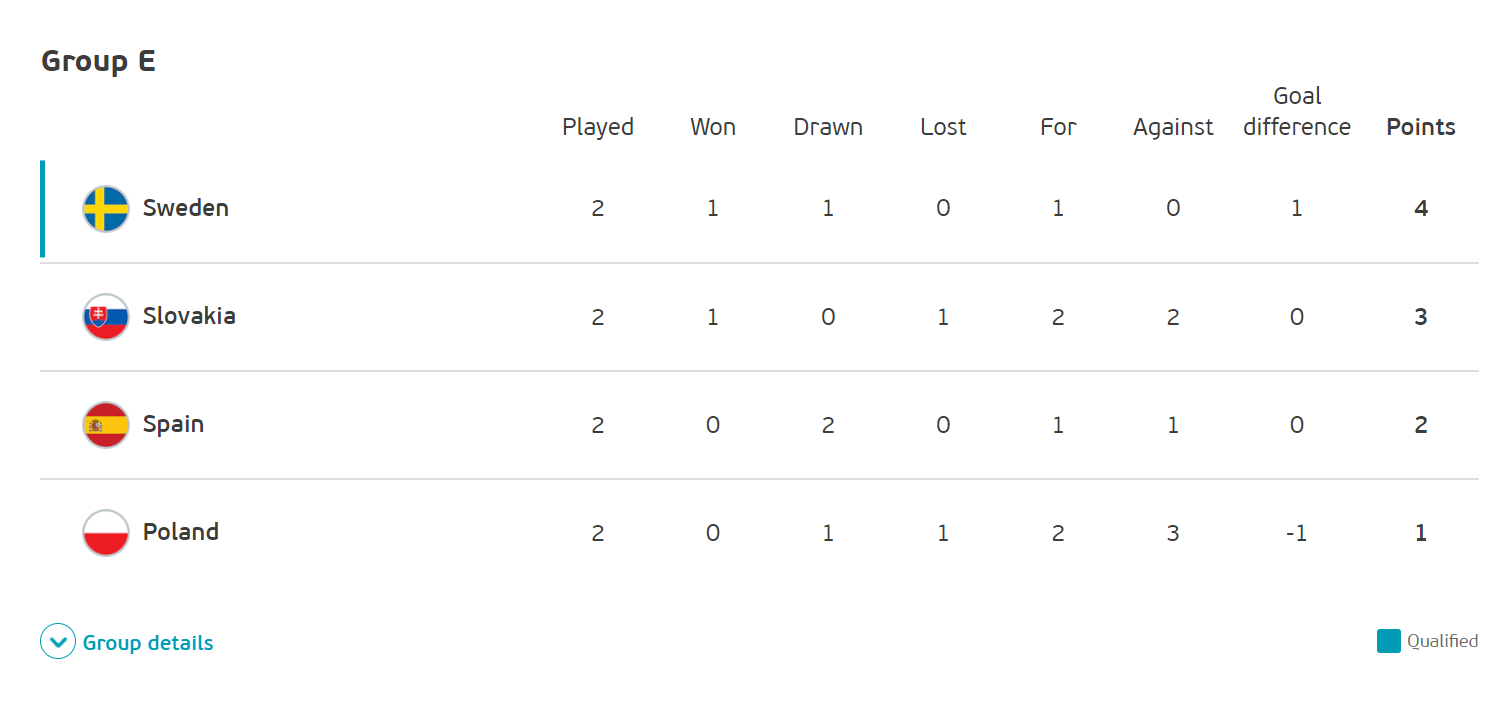 Group E
Played Won Drawn Lost For Against Goal difference Points
Sweden 2 1 1 0 1 0 1 4
Slovakia 2 1 0 1 2 2 0 3
Spain 2 0 2 0 1 1 0 2
Poland 2 0 1 1 2 3 -1 1
Group details Qualified